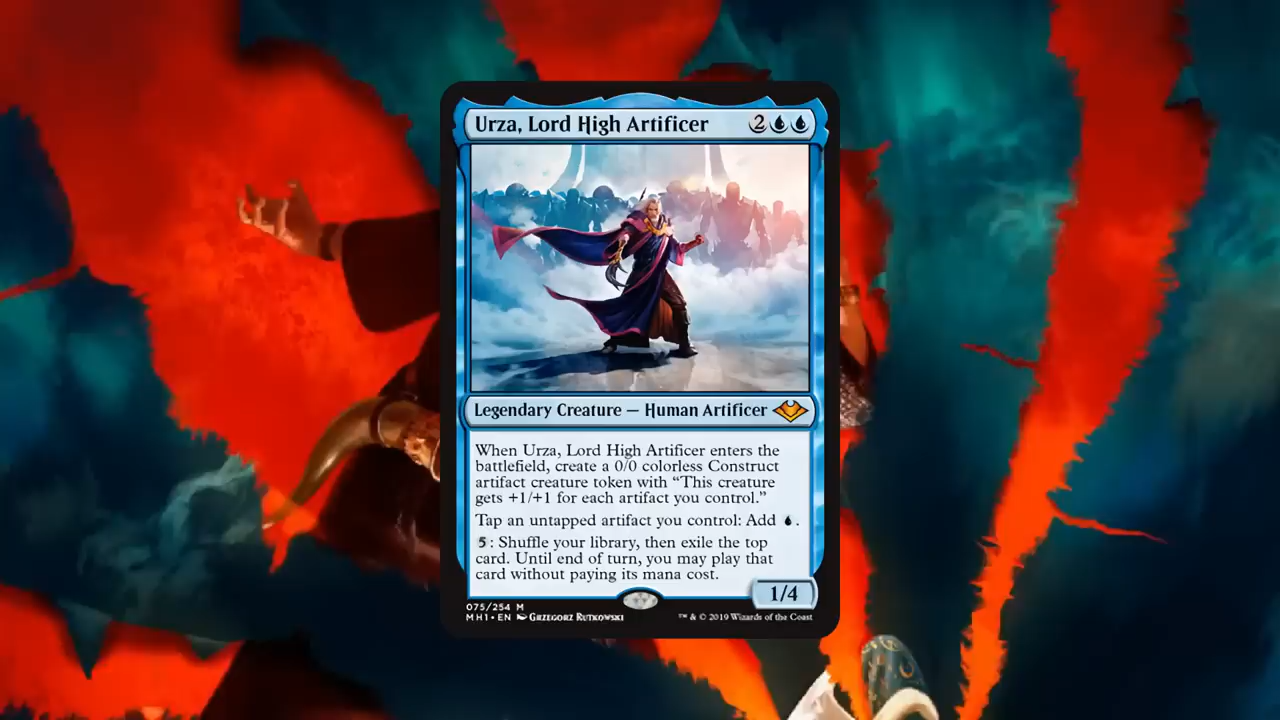 Urza, Lord High Artificer 2
Legendary Creature — Human Artificer
When Urza, Lord High Artificer enters the
battlefield, create a 0/0 colorless Construct
artifact creature token with “This creature
gets +1/+1 for each artifact you control.”
Tap an untapped artifact you control: Add .
5: Shuffle your library, then exile the top
card. Until end of turn, you may play that
card without paying its mana cost.
1/4
075/254 M
MH1 • EN Grzegorz Rutkowski
™ & © 2019 Wizards of the Coast